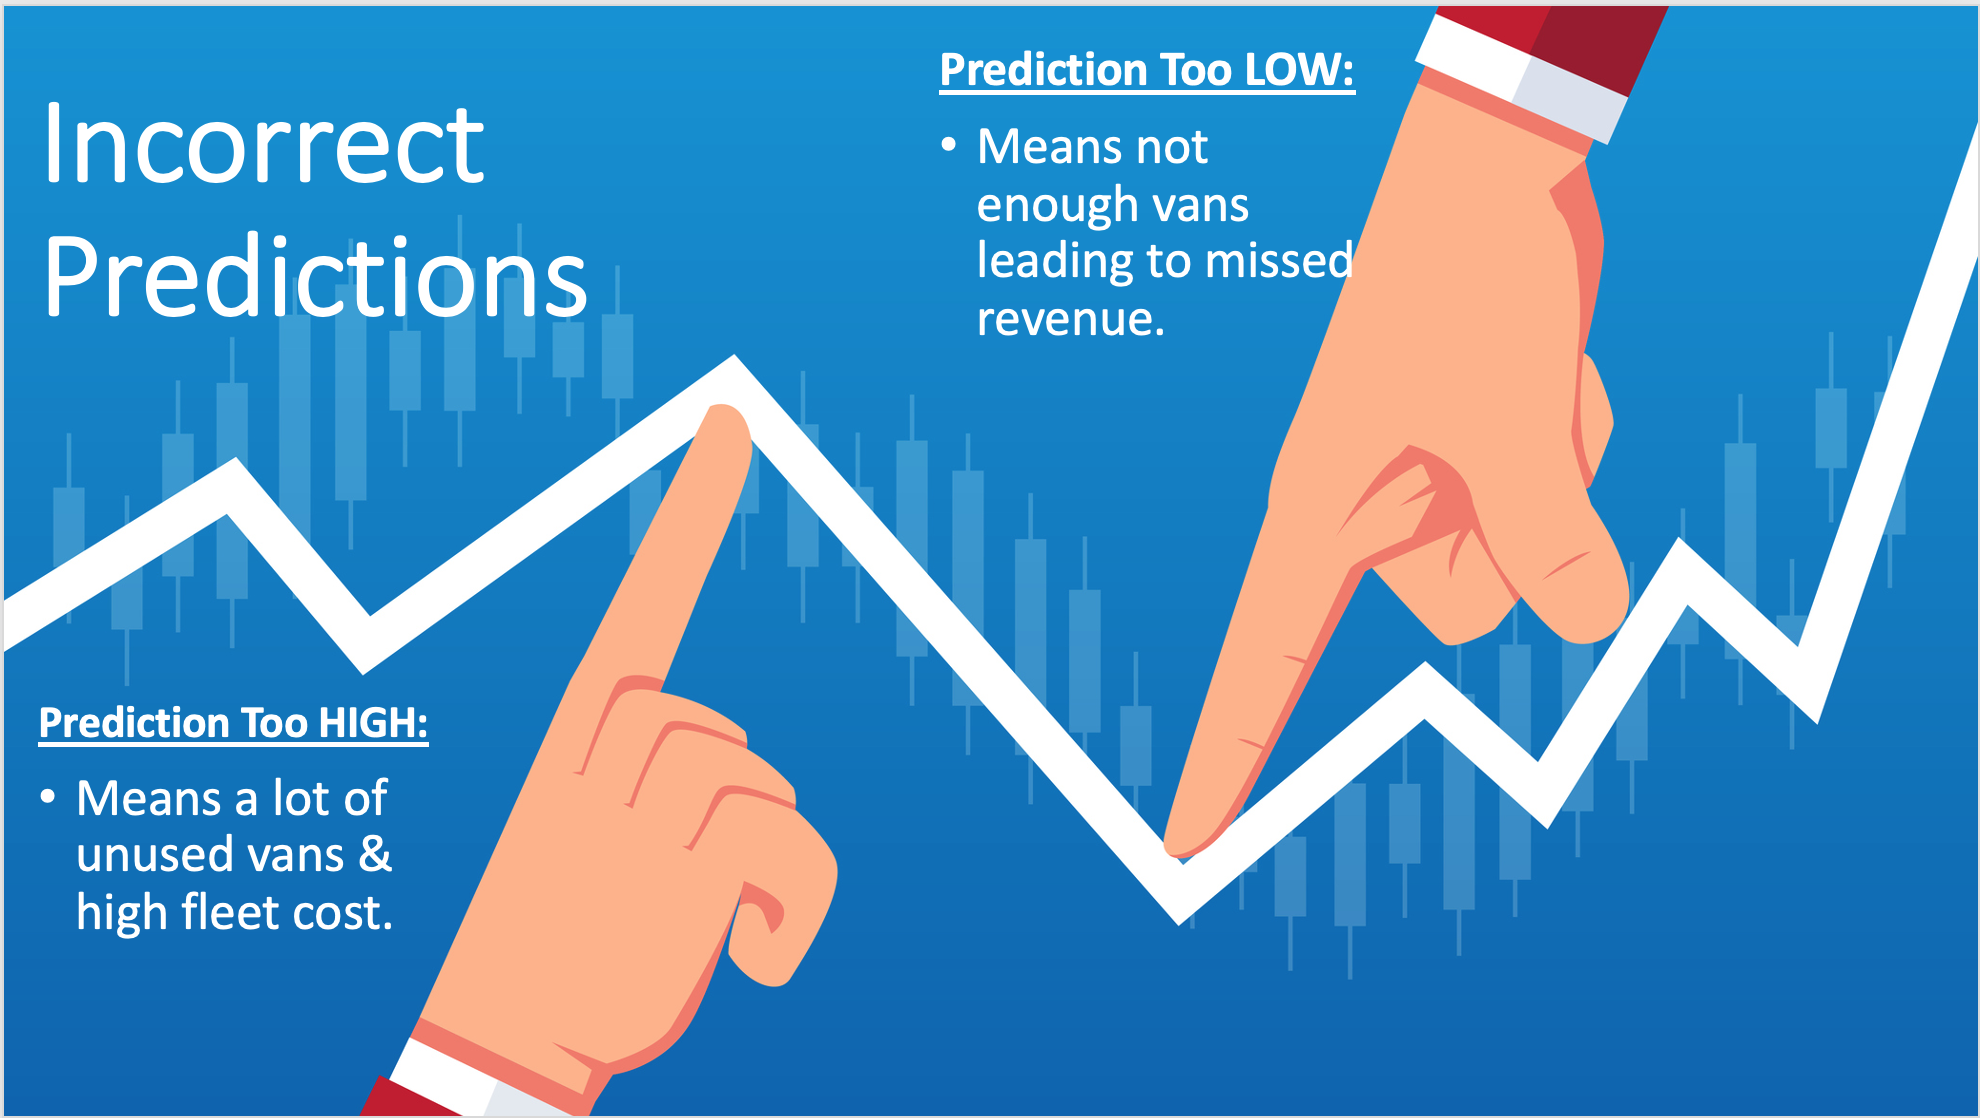 Incorrect
Predictions
Prediction Too LOW:
• Means not
enough vans
leading to missed
revenue.
Prediction Too HIGH:
• Means a lot of
unused vans &
high fleet cost.